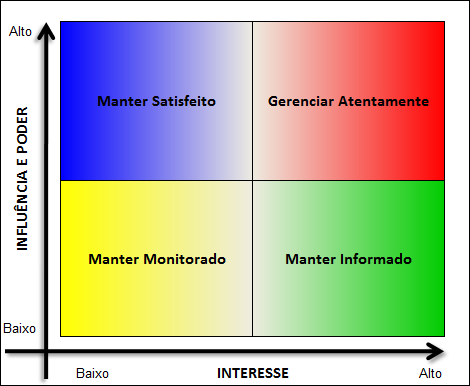 Alto
Manter Satisfeito
Gerenciar Atentamente
INFLUÊNCIA E PODER
Manter Monitorado
Manter Informado
Baixo
Baixo
INTERESSE
Alto